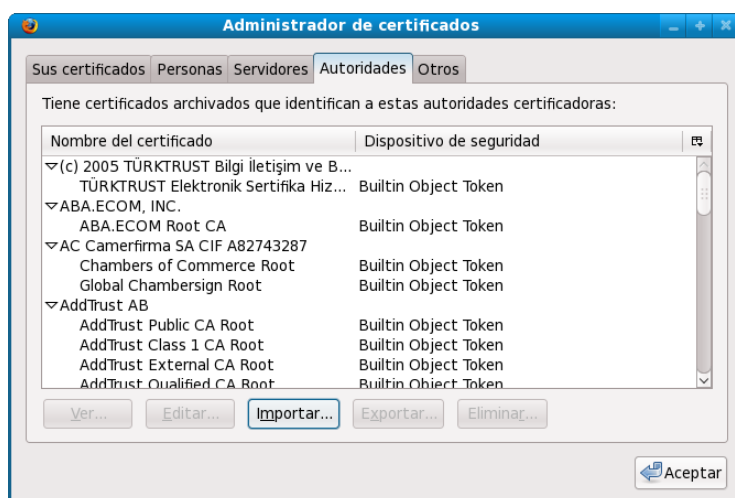 Administrador de certificados
Sus certificados Personas Servidores Autoridades Otros
Tiene certificados archivados que identifican a estas autoridades certificadoras:
Nombre del certificado Dispositivo de seguridad
(c) 2005 TÜRKTRUST Bilgi İletişim ve B...
TÜRKTRUST Elektronik Sertifika Hiz... Builtin Object Token
ABA.ECOM, INC.
ABA.ECOM Root CA Builtin Object Token
AC Camerfirma SA CIF A82743287
Chambers of Commerce Root Builtin Object Token
Global Chambersign Root Builtin Object Token
AddTrust AB
AddTrust Public CA Root Builtin Object Token
AddTrust Class 1 CA Root Builtin Object Token
AddTrust External CA Root Builtin Object Token
AddTrust Qualified CA Root Builtin Object Token
Ver... Editar... Importar... Exportar... Eliminar...
Aceptar